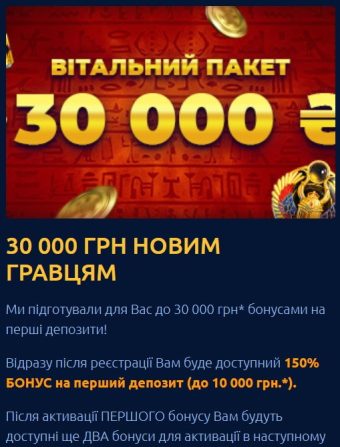 ВІТАЛЬНИЙ ПАКЕТ
30 000 ₴
30 000 ГРН НОВИМ
ГРАВЦЯМ
Ми підготували для Вас до 30 000 грн* бонусами на
перші депозити!
Відразу після реєстрації Вам буде доступний 150%
БОНУС на перший депозит (до 10 000 грн.*).
Після активації ПЕРШОГО бонусу Вам будуть
доступні ще ДВА бонуси для активації в наступному